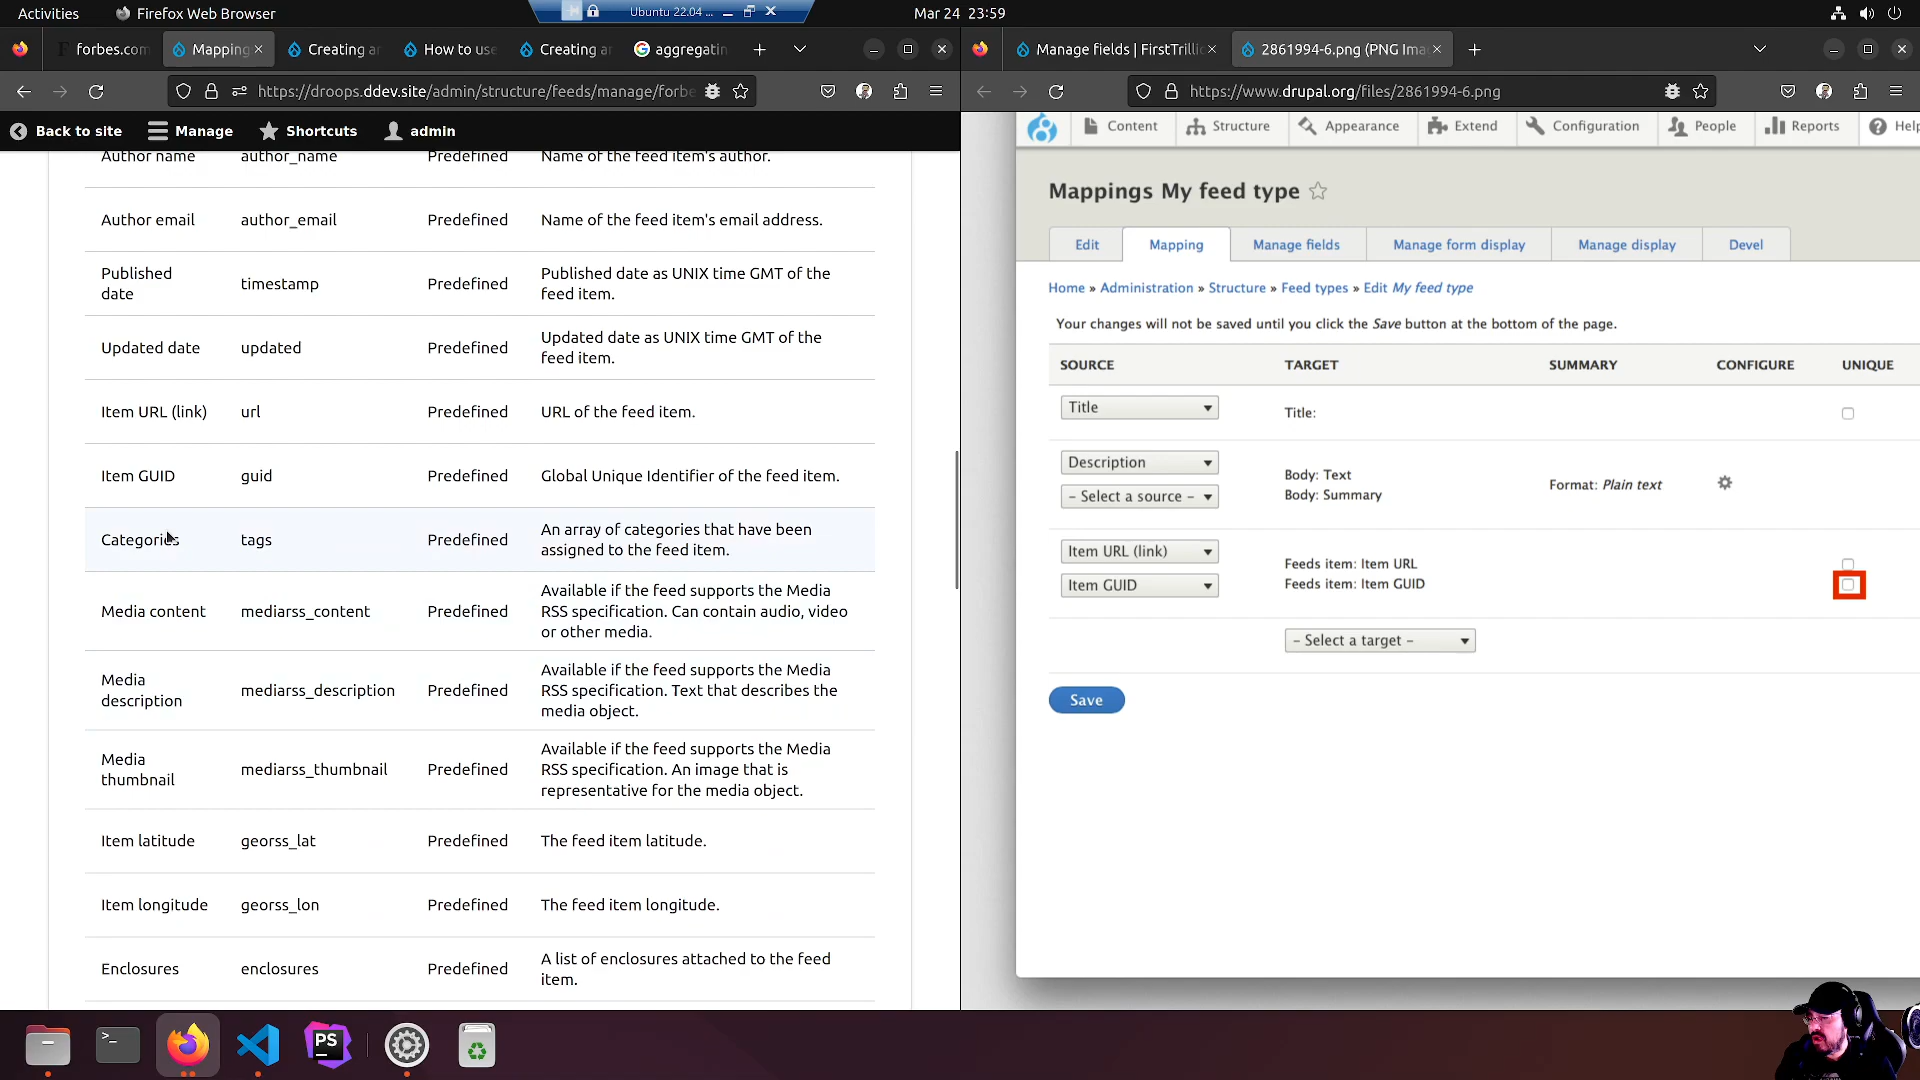 Activities
Firefox Web Browser
Ubuntu 22.04 ...
Mar 24 23:59
forbes.com
Mapping
Creating an
How to use
Creating an
aggregatin
https://droops.ddev.site/admin/structure/feeds/manage/forbe
Back to site
Manage
Shortcuts
admin
Author name author_name Predefined Name of the feed item's author.
Author email author_email Predefined Name of the feed item's email address.
Published date timestamp Predefined Published date as UNIX time GMT of the
feed item.
Updated date updated Predefined Updated date as UNIX time GMT of the
feed item.
Item URL (link) url Predefined URL of the feed item.
Item GUID guid Predefined Global Unique Identifier of the feed item.
Categories tags Predefined An array of categories that have been
assigned to the feed item.
Media content mediarss_content Predefined Available if the feed supports the Media
RSS specification. Can contain audio, video
or other media.
Media description mediarss_description Predefined Available if the feed supports the Media
RSS specification. Text that describes the
media object.
Media thumbnail mediarss_thumbnail Predefined Available if the feed supports the Media
RSS specification. An image that is
representative for the media object.
Item latitude georss_lat Predefined The feed item latitude.
Item longitude georss_lon Predefined The feed item longitude.
Enclosures enclosures Predefined A list of enclosures attached to the feed
item.
Manage fields | FirstTrilli
2861994-6.png (PNG Ima
https://www.drupal.org/files/2861994-6.png
Content
Structure
Appearance
Extend
Configuration
People
Reports
Help
Mappings My feed type
Edit
Mapping
Manage fields
Manage form display
Manage display
Devel
Home » Administration » Structure » Feed types » Edit My feed type
Your changes will not be saved until you click the Save button at the bottom of the page.
SOURCE TARGET SUMMARY CONFIGURE UNIQUE
Title
Title:
Description
- Select a source -
Body: Text
Body: Summary
Format: Plain text
Item URL (link)
Item GUID
Feeds item: Item URL
Feeds item: Item GUID
- Select a target -
Save
PS